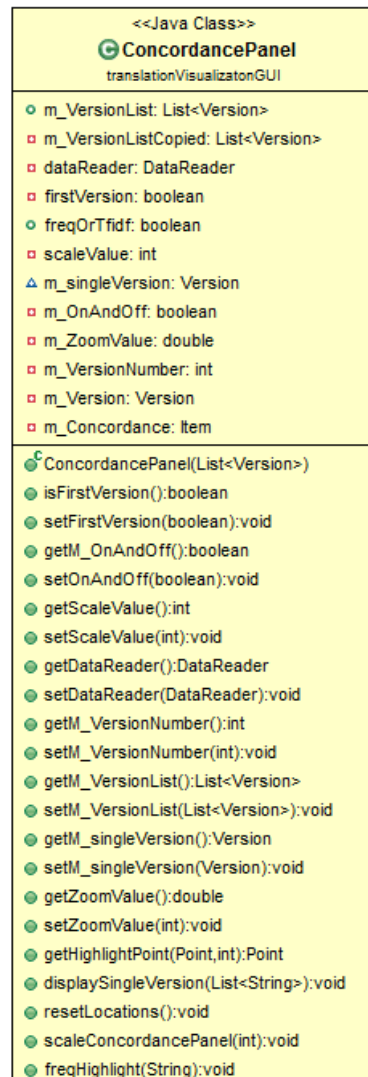 <<Java Class>>
ConcordancePanel
translationVisualizatonGUI
m_VersionList: List<Version>
m_VersionListCopied: List<Version>
dataReader: DataReader
firstVersion: boolean
freqOrTfidf: boolean
scaleValue: int
m_singleVersion: Version
m_OnAndOff: boolean
m_ZoomValue: double
m_VersionNumber: int
m_Version: Version
m_Concordance: Item
ConcordancePanel(List<Version>)
isFirstVersion():boolean
setFirstVersion(boolean):void
getM_OnAndOff():boolean
setOnAndOff(boolean):void
getScaleValue():int
setScaleValue(int):void
getDataReader():DataReader
setDataReader(DataReader):void
getM_VersionNumber():int
setM_VersionNumber(int):void
getM_VersionList():List<Version>
setM_VersionList(List<Version>):void
getM_singleVersion():Version
setM_singleVersion(Version):void
getZoomValue():double
setZoomValue(int):void
getHighlightPoint(Point,int):Point
displaySingleVersion(List<String>):void
resetLocations():void
scaleConcordancePanel(int):void
freqHighlight(String):void